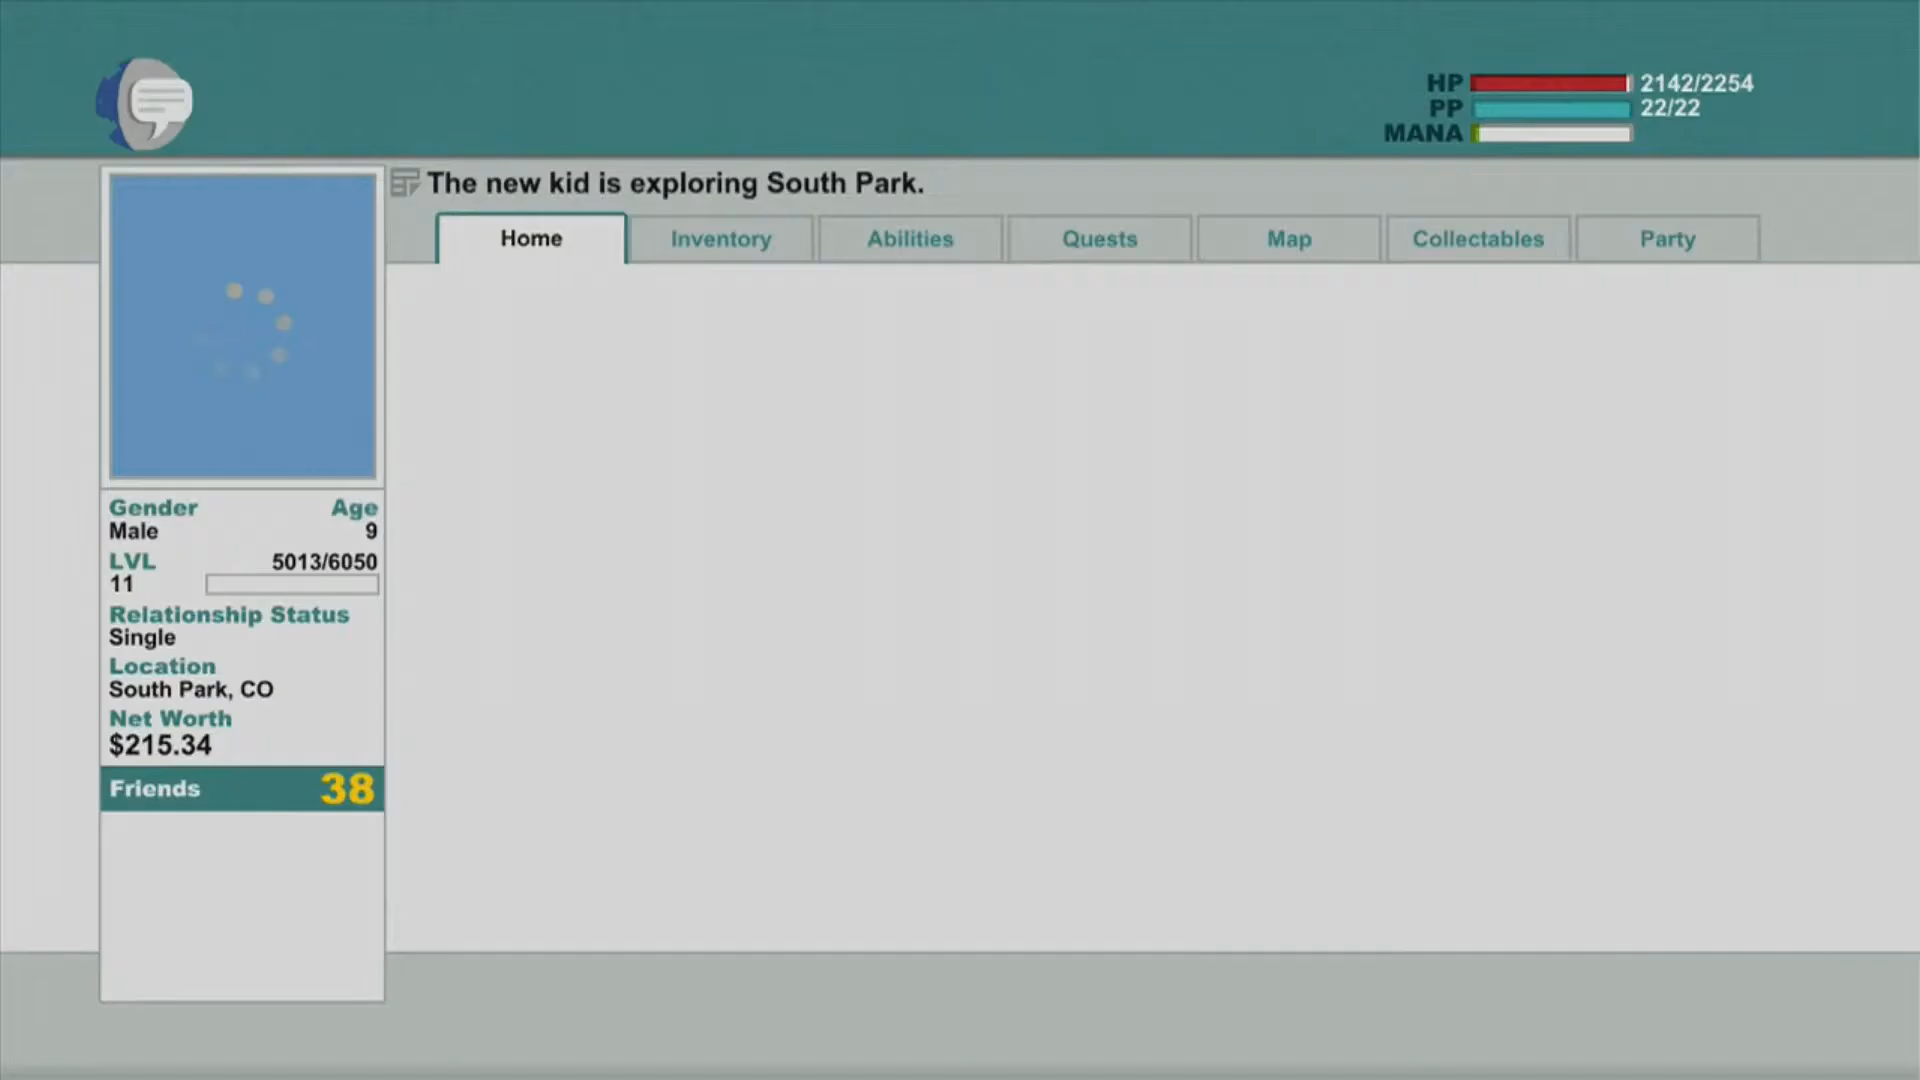 HP 2142/2254
PP 22/22
MANA
The new kid is exploring South Park.
Home Inventory Abilities Quests Map Collectables Party
Gender Age
Male 9
LVL 5013/6050
11
Relationship Status
Single
Location
South Park, CO
Net Worth
$215.34
Friends 38